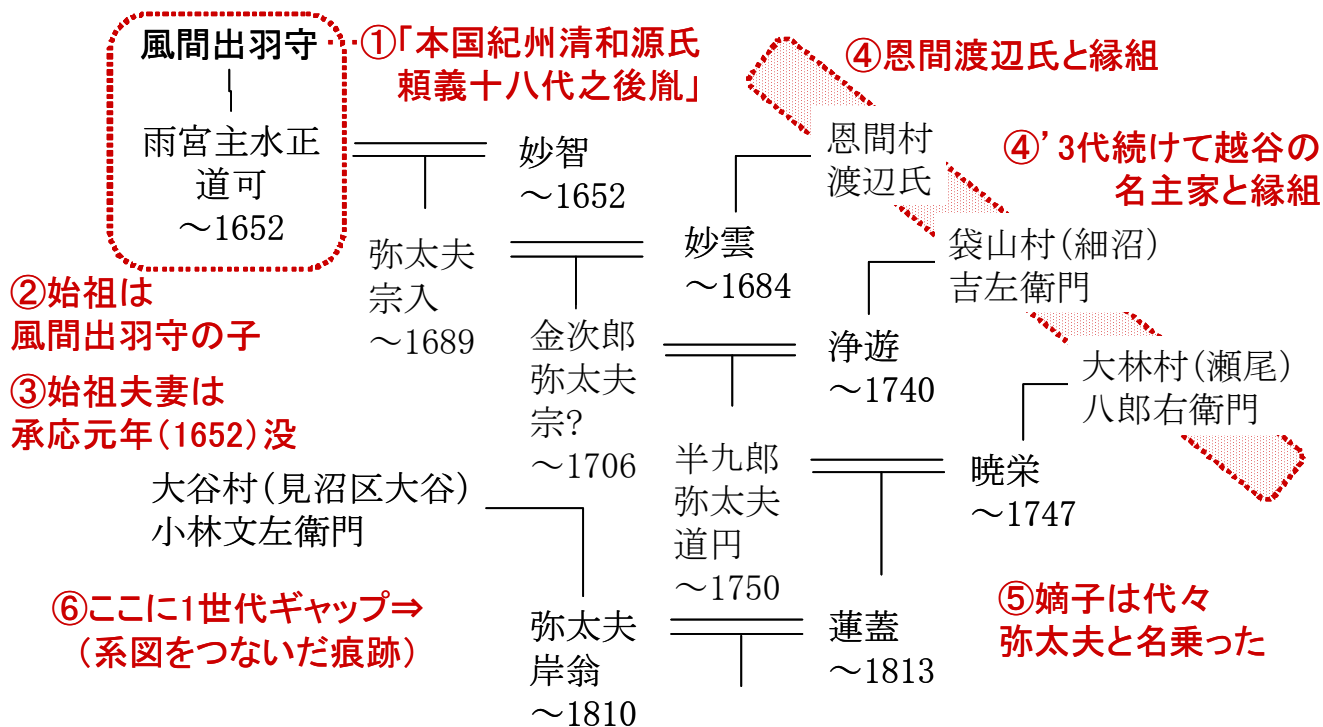 風間出羽守
①「本国紀州清和源氏
頼義十八代之後胤」
④恩間渡辺氏と縁組
雨宮主水正
道可
~1652
妙智
~1652
恩間村
渡辺氏
④’3代続けて越谷の
名主家と縁組
弥太夫
宗入
~1689
妙雲
~1684
袋山村(細沼)
吉左衛門
②始祖は
風間出羽守の子
金次郎
弥太夫
宗?
~1706
浄遊
~1740
大林村(瀬尾)
八郎右衛門
③始祖夫妻は
承応元年(1652)没
半九郎
弥太夫
道円
~1750
暁栄
~1747
大谷村(見沼区大谷)
小林文左衛門
⑥ここに1世代ギャップ⇒
(系図をつないだ痕跡)
弥太夫
岸翁
~1810
蓮蓋
~1813
⑤嫡子は代々
弥太夫と名乗った